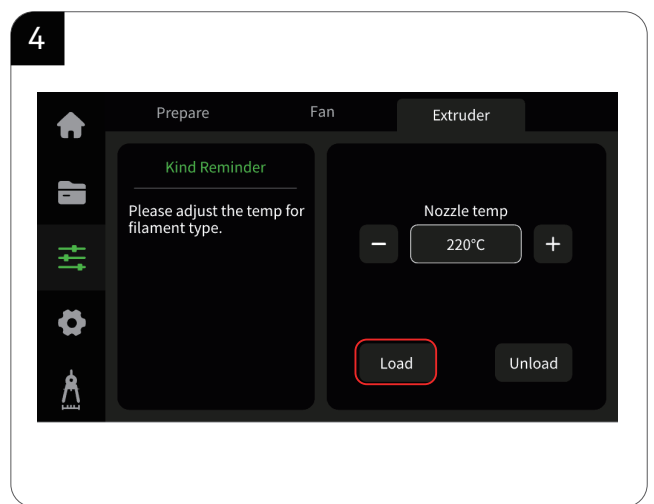 4
Prepare
Fan
Extruder
Kind Reminder
Please adjust the temp for
filament type.
Nozzle temp
−
220°C
+
Load
Unload